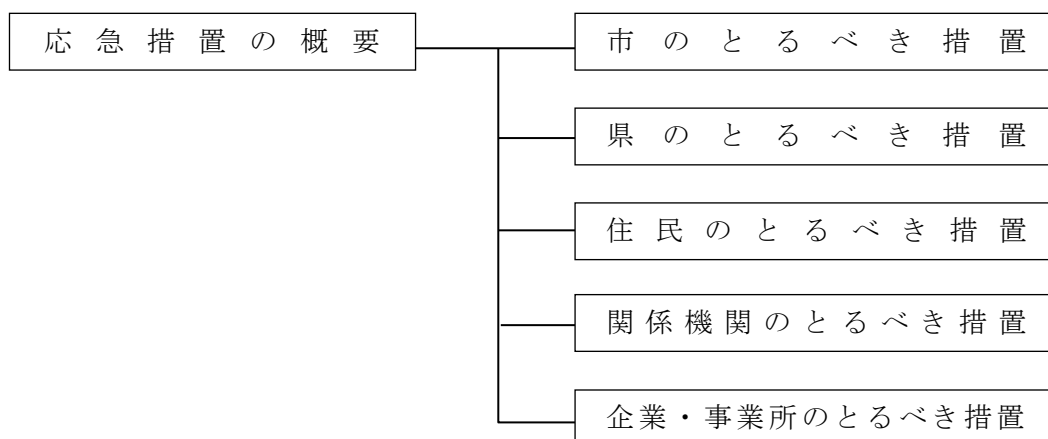 応急措置の概要
市のとるべき措置
県のとるべき措置
住民のとるべき措置
関係機関のとるべき措置
企業・事業所のとるべき措置